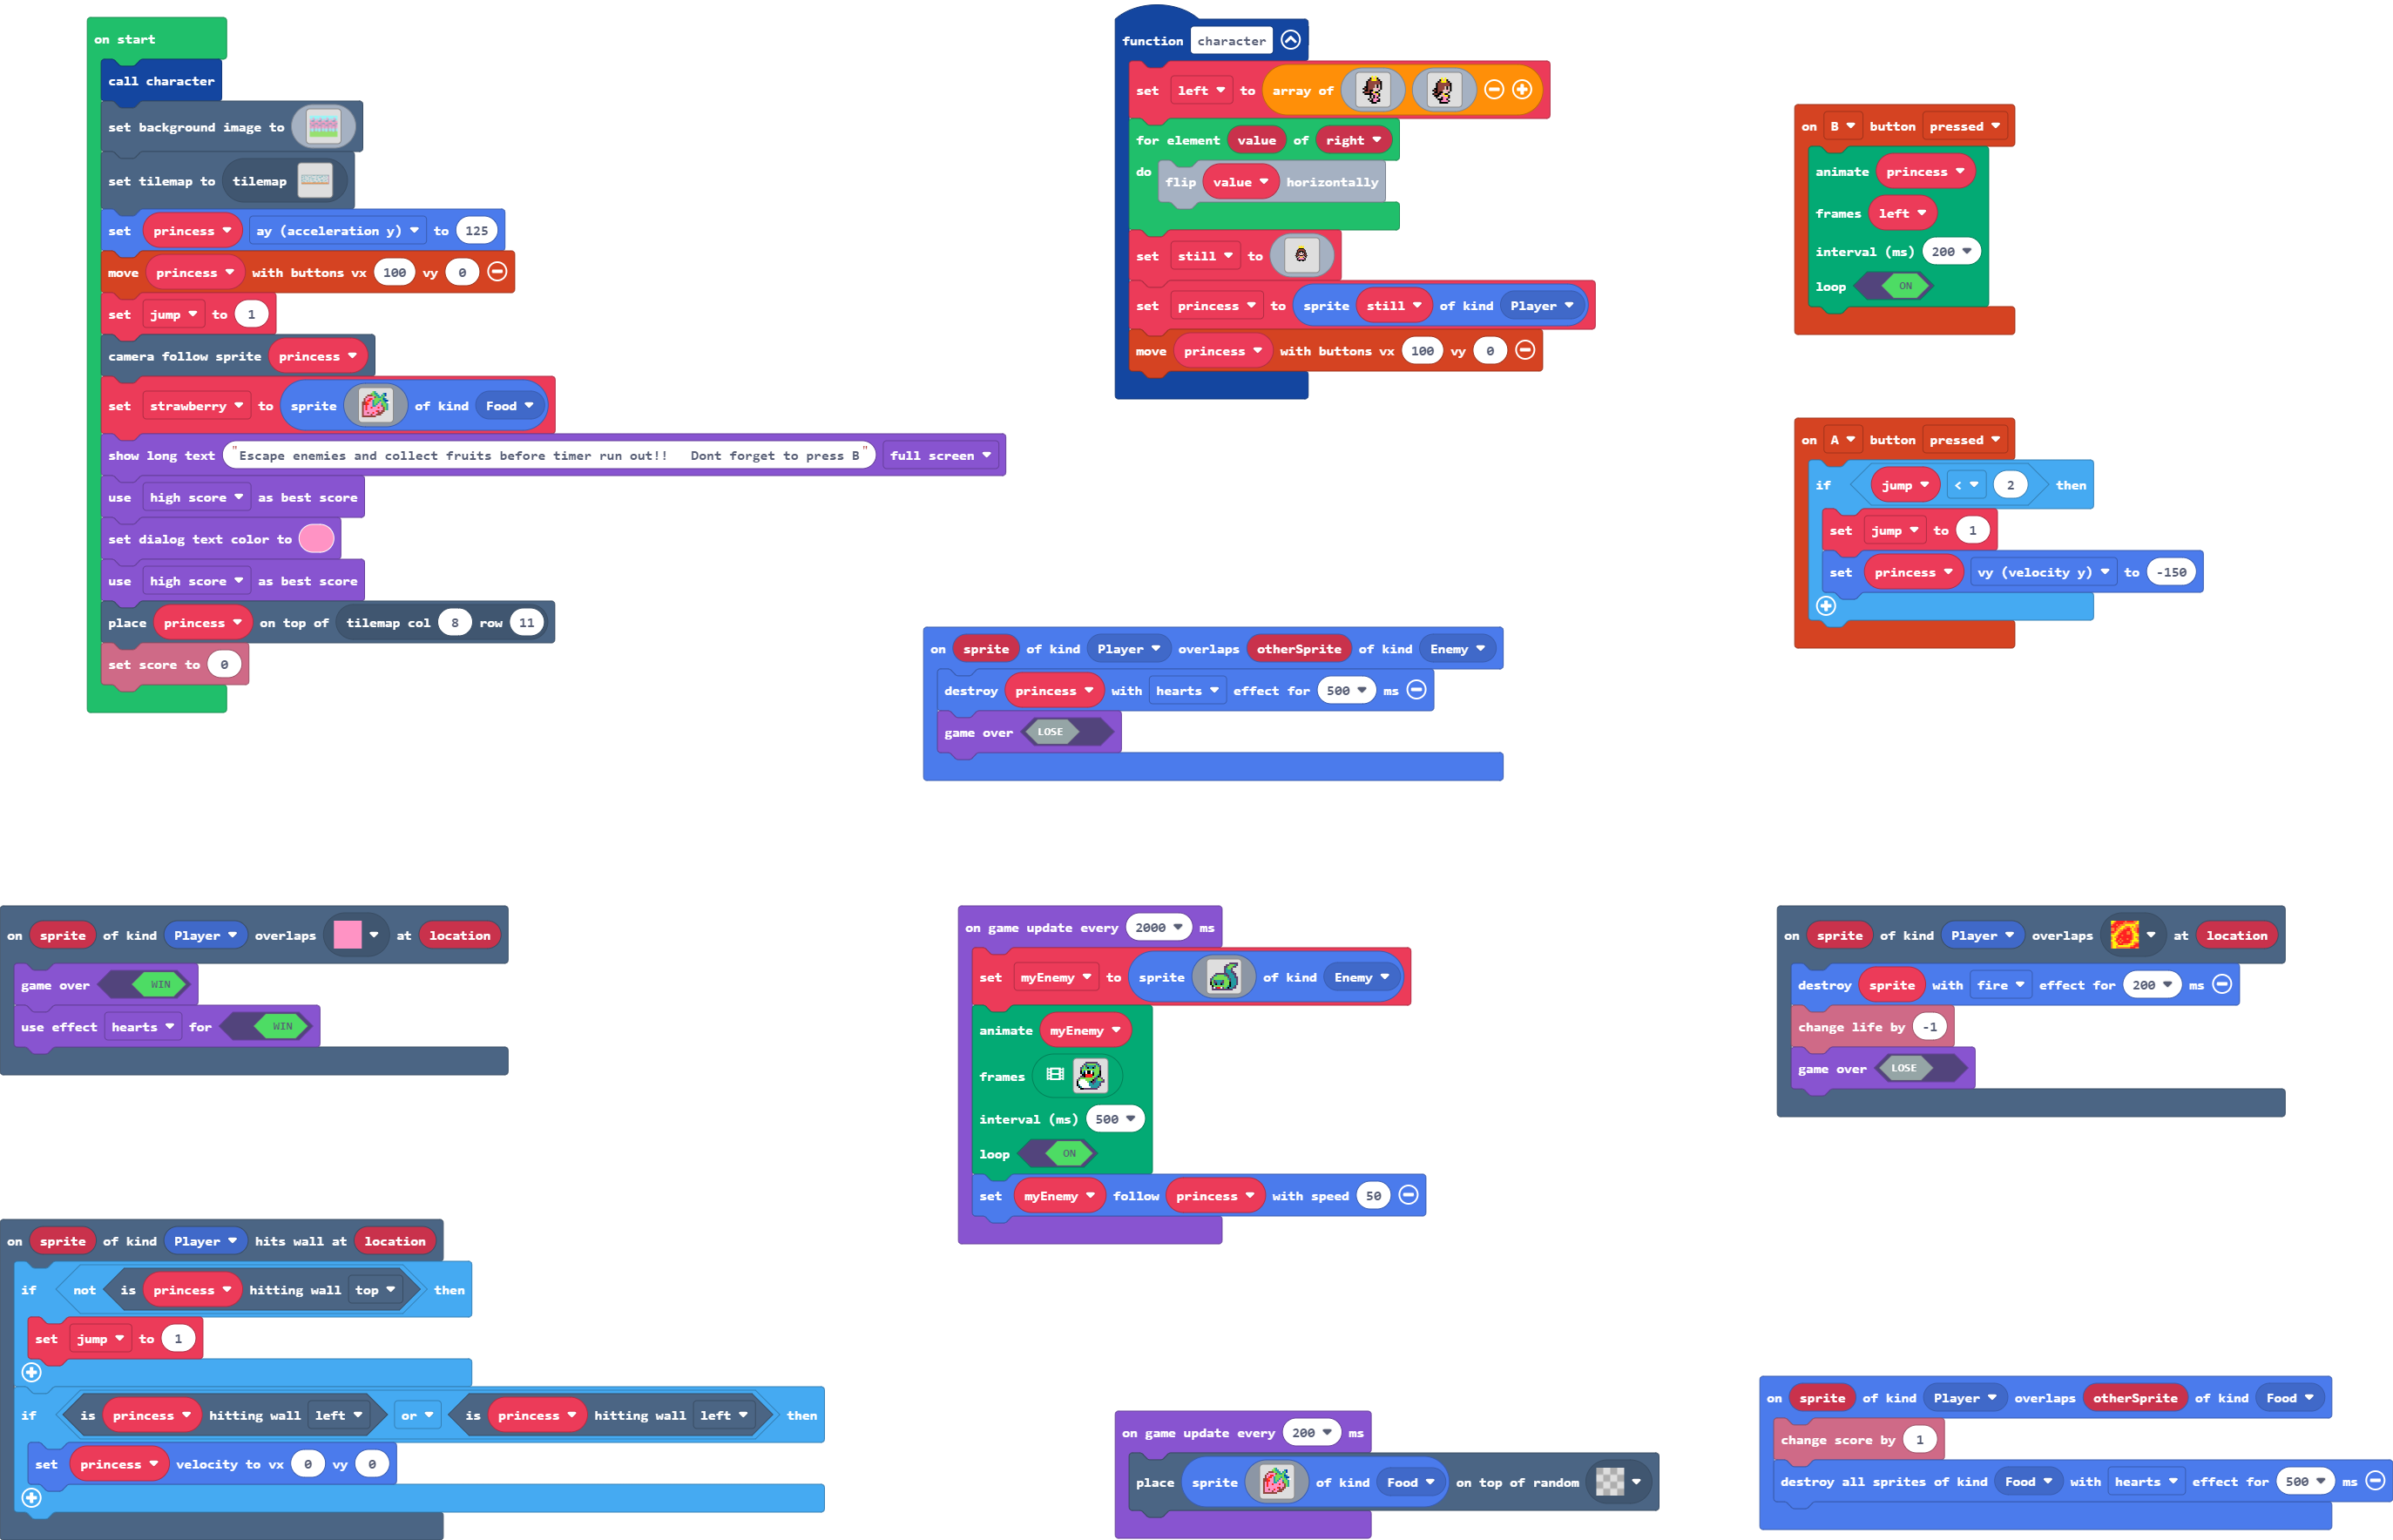 on start
call character
set background image to
set tilemap to tilemap
set princess ay (acceleration y) to 125
move princess with buttons vx 100 vy 0
set jump to 1
camera follow sprite princess
set strawberry to sprite of kind Food
show long text "Escape enemies and collect fruits before timer run out!! Dont forget to press B" full screen
use high score as best score
set dialog text color to
use high score as best score
place princess on top of tilemap col 8 row 11
set score to 0
function character
set left to array of
for element value of right
do flip value horizontally
set still to
set princess to sprite still of kind Player
move princess with buttons vx 100 vy 0
on B button pressed
animate princess
frames left
interval (ms) 200
loop ON
on A button pressed
if jump < 2 then
set jump to 1
set princess vy (velocity y) to -150
on sprite of kind Player overlaps otherSprite of kind Enemy
destroy princess with hearts effect for 500 ms
game over LOSE
on sprite of kind Player overlaps at location
game over WIN
use effect hearts for WIN
on game update every 2000 ms
set myEnemy to sprite of kind Enemy
animate myEnemy
frames
interval (ms) 500
loop ON
set myEnemy follow princess with speed 50
on sprite of kind Player overlaps at location
destroy sprite with fire effect for 200 ms
change life by -1
game over LOSE
on sprite of kind Player hits wall at location
if not is princess hitting wall top then
set jump to 1
if is princess hitting wall left or is princess hitting wall left then
set princess velocity to vx 0 vy 0
on game update every 200 ms
place sprite of kind Food on top of random
on sprite of kind Player overlaps otherSprite of kind Food
change score by 1
destroy all sprites of kind Food with hearts effect for 500 ms